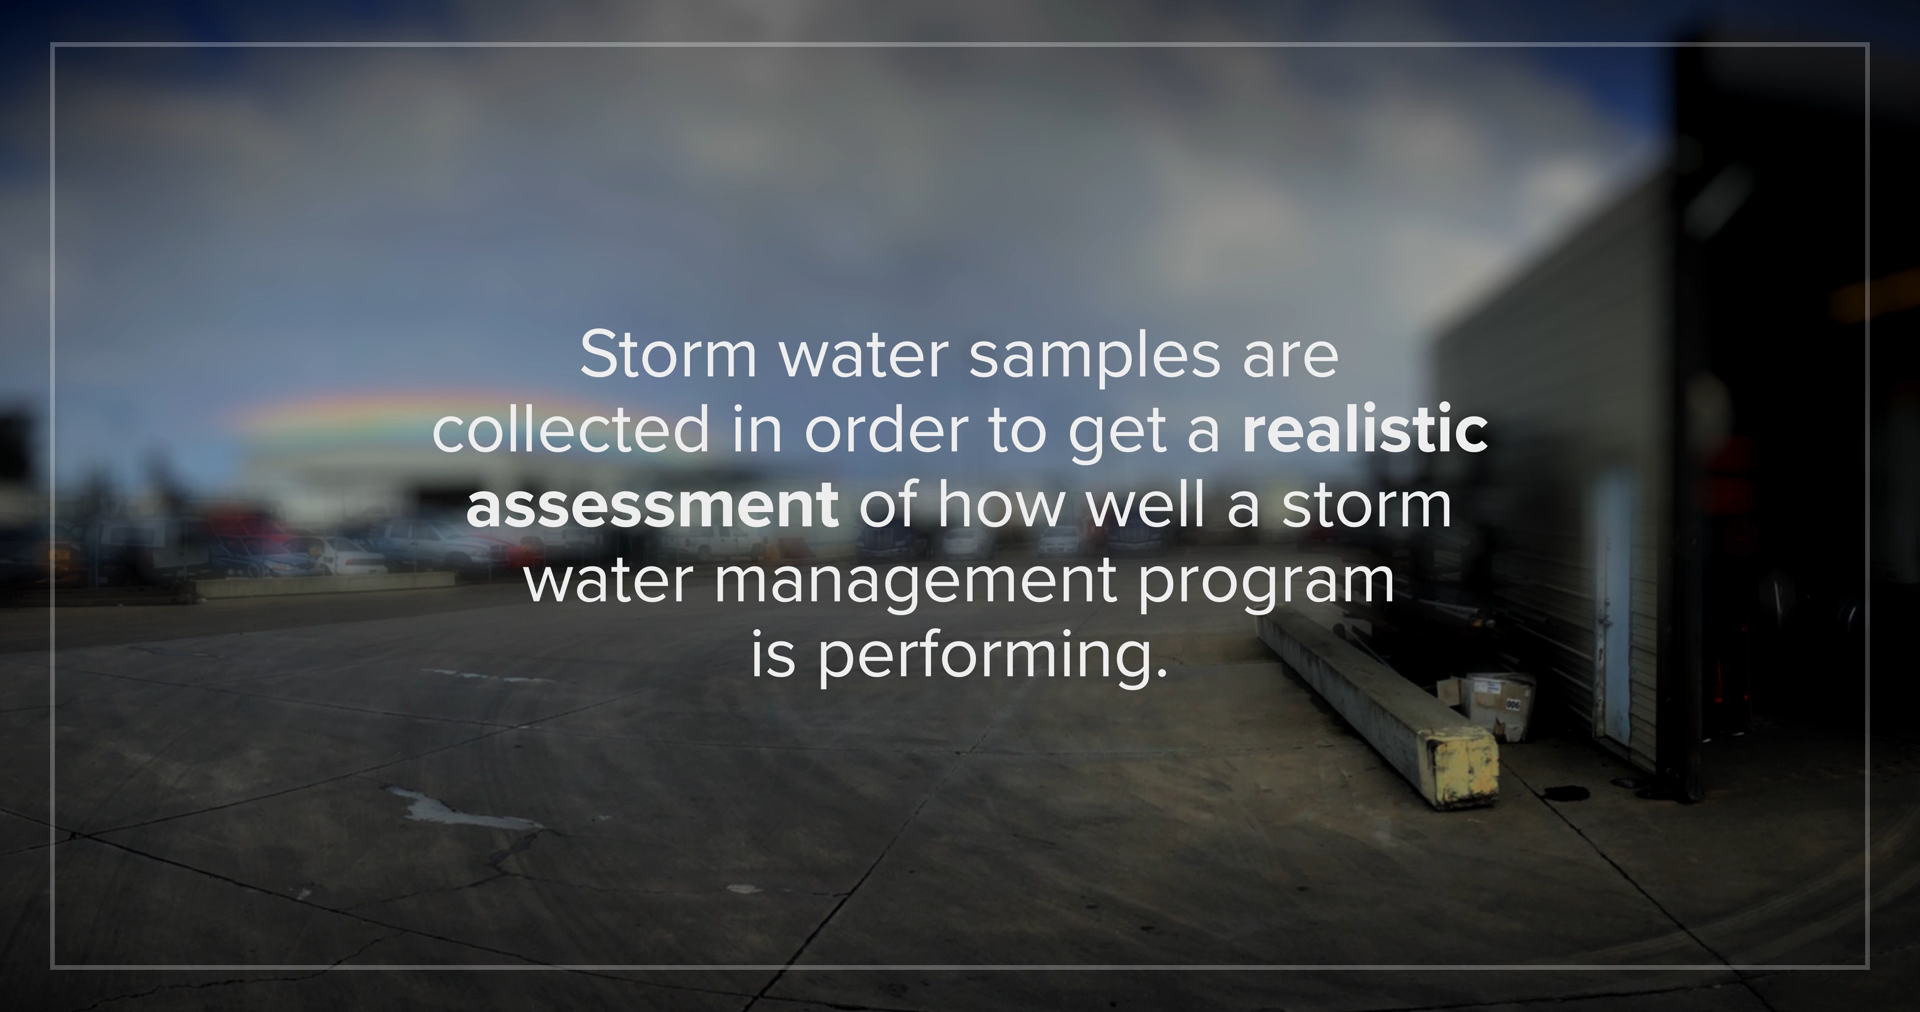 Storm water samples are
collected in order to get a realistic
assessment of how well a storm
water management program
is performing.
006